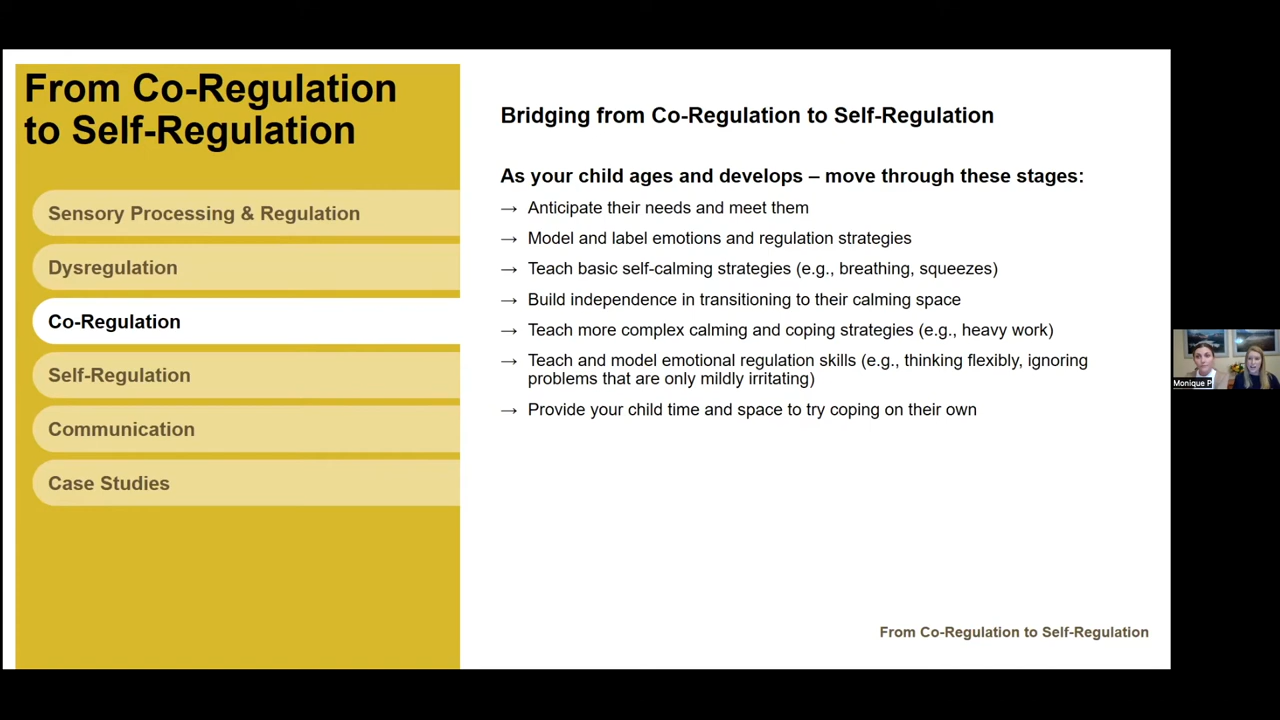 From Co-Regulation
to Self-Regulation
Sensory Processing & Regulation
Dysregulation
Co-Regulation
Self-Regulation
Communication
Case Studies
Bridging from Co-Regulation to Self-Regulation
As your child ages and develops – move through these stages:
→ Anticipate their needs and meet them
→ Model and label emotions and regulation strategies
→ Teach basic self-calming strategies (e.g., breathing, squeezes)
→ Build independence in transitioning to their calming space
→ Teach more complex calming and coping strategies (e.g., heavy work)
→ Teach and model emotional regulation skills (e.g., thinking flexibly, ignoring
problems that are only mildly irritating)
→ Provide your child time and space to try coping on their own
From Co-Regulation to Self-Regulation
Monique P